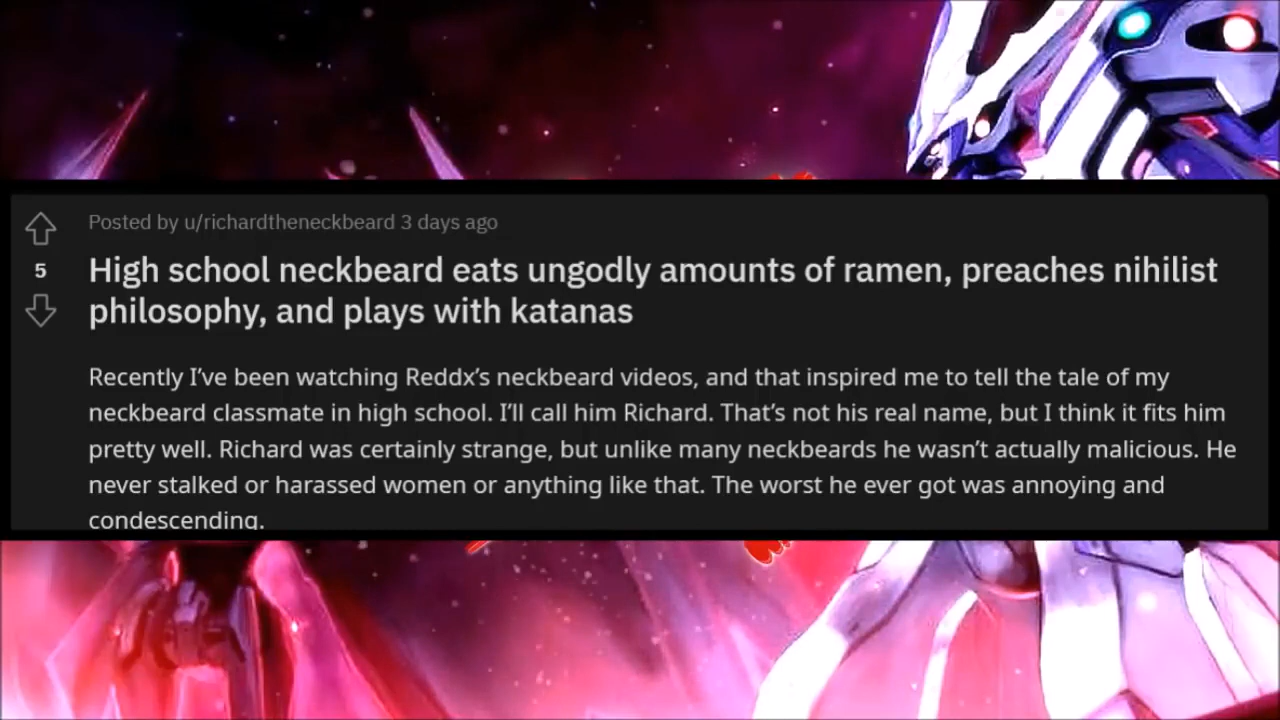 Posted by u/richardtheneckbeard 3 days ago
5
High school neckbeard eats ungodly amounts of ramen, preaches nihilist
philosophy, and plays with katanas
Recently I’ve been watching Reddx’s neckbeard videos, and that inspired me to tell the tale of my
neckbeard classmate in high school. I’ll call him Richard. That’s not his real name, but I think it fits him
pretty well. Richard was certainly strange, but unlike many neckbeards he wasn’t actually malicious. He
never stalked or harassed women or anything like that. The worst he ever got was annoying and
condescending.